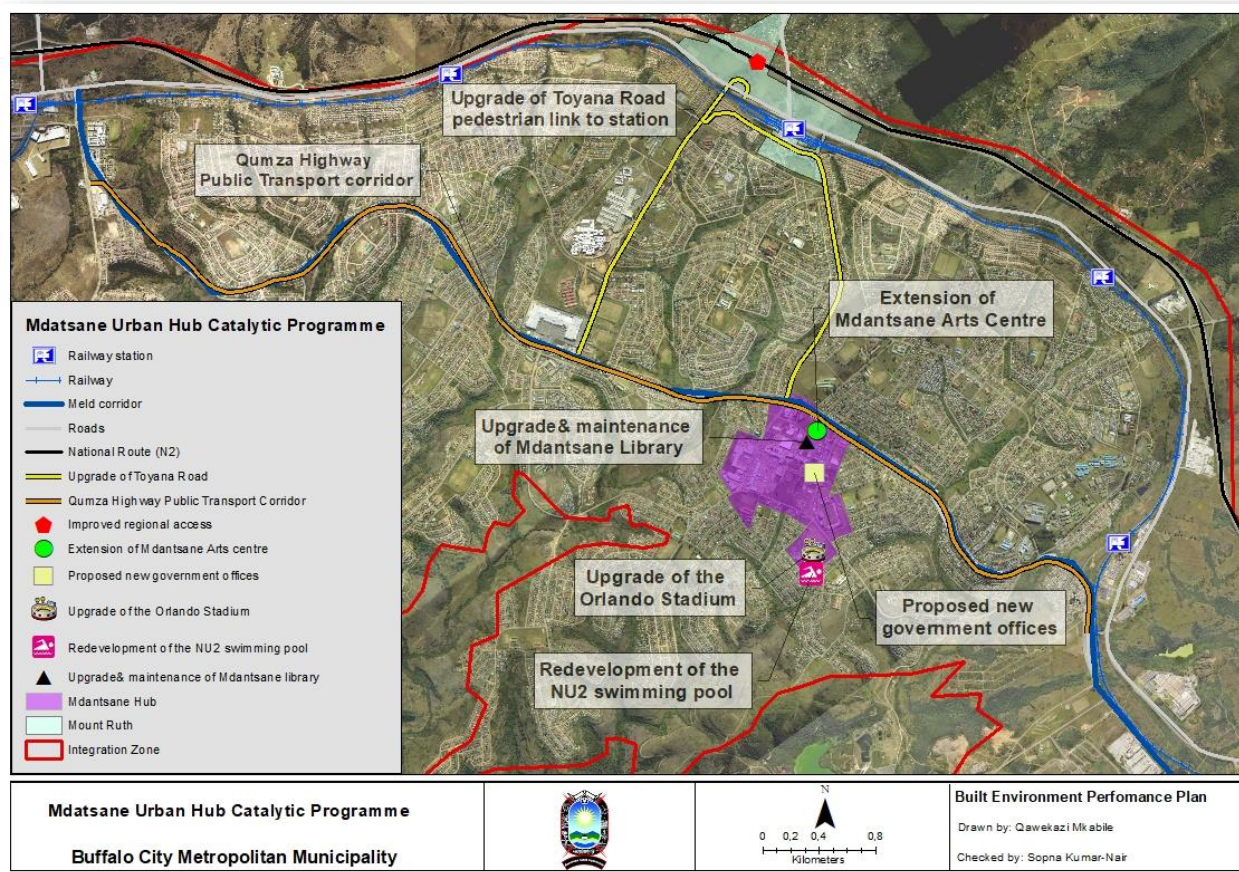 Upgrade of Toyana Road
pedestrian link to station
Qumza Highway
Public Transport corridor
Extension of
Mdantsane Arts Centre
Upgrade& maintenance
of Mdantsane Library
Upgrade of the
Orlando Stadium
Proposed new
government offices
Redevelopment of the
NU2 swimming pool
Mdatsane Urban Hub Catalytic Programme
Railway station
Railway
Meld corridor
Roads
National Route (N2)
Upgrade of Toyana Road
Qumza Highway Public Transport Corridor
Improved regional access
Extension of Mdantsane Arts centre
Proposed new government offices
Upgrade of the Orlando Stadium
Redevelopment of the NU2 swimming pool
Upgrade& maintenance of Mdantsane library
Mdantsane Hub
Mount Ruth
Integration Zone
Mdatsane Urban Hub Catalytic Programme
Buffalo City Metropolitan Municipality
N
0 0,2 0,4 0,8
Kilometers
Built Environment Perfomance Plan
Drawn by: Qawekazi Mkabile
Checked by: Sopna Kumar-Nair